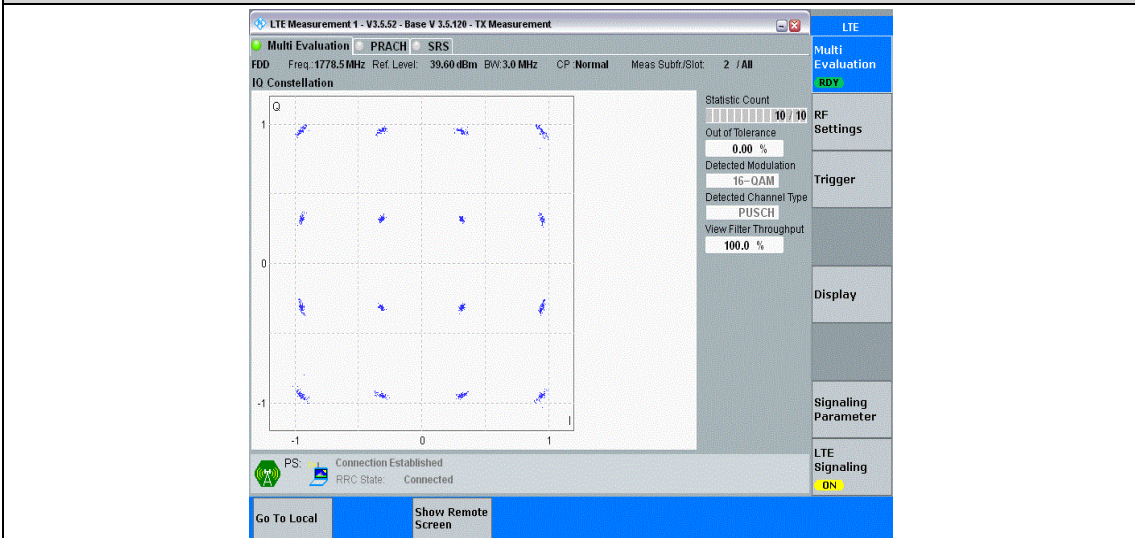 LTE Measurement 1 - V3.5.52 - Base V 3.5.120 - TX Measurement
LTE
Multi Evaluation PRACH SRS
Multi
Evaluation
RDY
FDD Freq.:1778.5 MHz Ref. Level: 39.60 dBm BW:3.0 MHz CP :Normal Meas Subfr./Slot: 2 / All
IQ Constellation
Q
1
0
-1
-1 0 1
I
Statistic Count
10 / 10
Out of Tolerance
0.00 %
Detected Modulation
16-QAM
Detected Channel Type
PUSCH
View Filter Throughput
100.0 %
RF
Settings
Trigger
Display
Signaling
Parameter
LTE
Signaling
ON
PS: Connection Established
RRC State: Connected
Go To Local
Show Remote
Screen